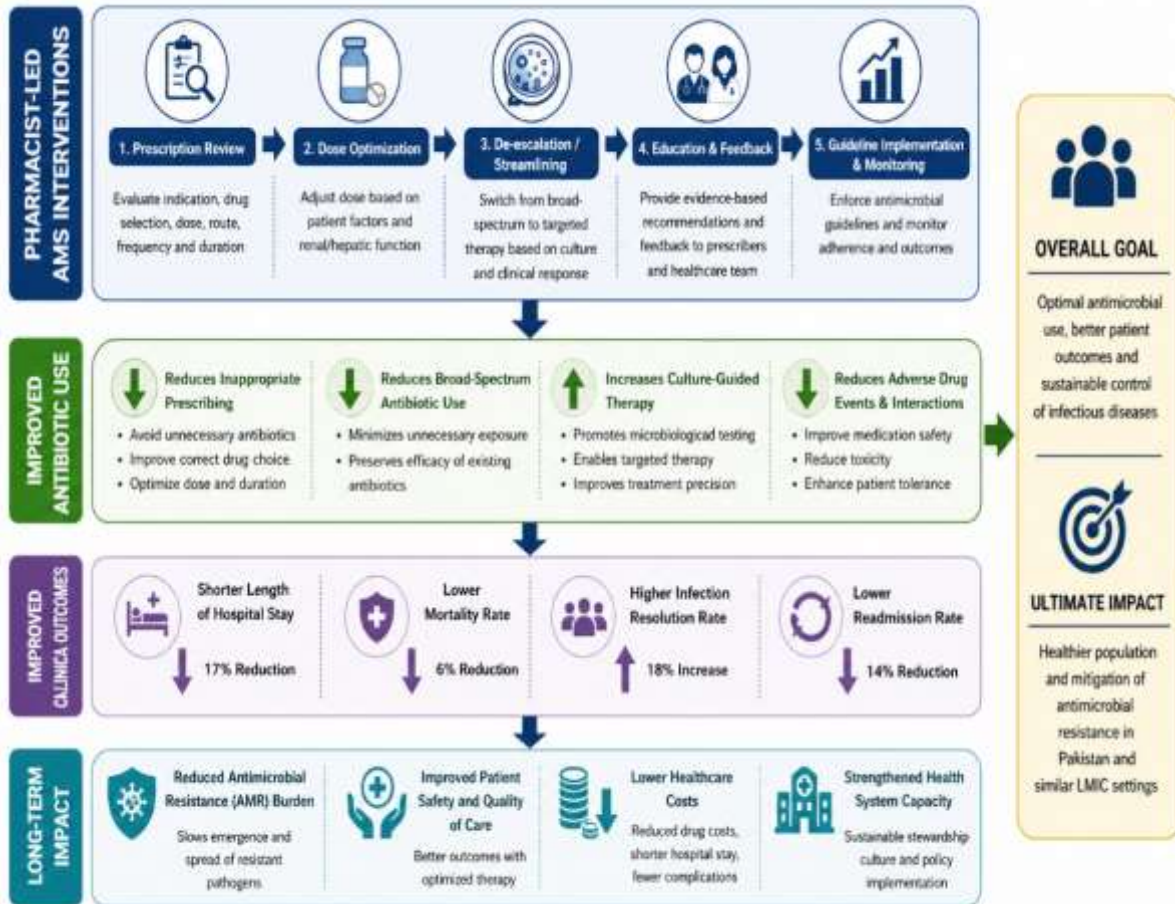 PHARMACIST-LED
AMS INTERVENTIONS
1. Prescription Review
Evaluate indication, drug
selection, dose, route,
frequency and duration
2. Dose Optimization
Adjust dose based on
patient factors and
renal/hepatic function
3. De-escalation /
Streamlining
Switch from broad-
spectrum to targeted
therapy based on culture
and clinical response
4. Education & Feedback
Provide evidence-based
recommendations and
feedback to prescribers
and healthcare team
5. Guideline Implementation
& Monitoring
Enforce antimicrobial
guidelines and monitor
adherence and outcomes
IMPROVED
ANTIBIOTIC USE
Reduces Inappropriate
Prescribing
• Avoid unnecessary antibiotics
• Improve correct drug choice
• Optimize dose and duration
Reduces Broad-Spectrum
Antibiotic Use
• Minimizes unnecessary exposure
• Preserves efficacy of existing
antibiotics
Increases Culture-Guided
Therapy
• Promotes microbiologicad testing
• Enables targeted therapy
• Improves treatment precision
Reduces Adverse Drug
Events & Interactions
• Improve medication safety
• Reduce toxicity
• Enhance patient tolerance
IMPROVED
CALINICA OUTCOMES
Shorter Length
of Hospital Stay
17% Reduction
Lower
Mortality Rate
6% Reduction
Higher Infection
Resolution Rate
18% Increase
Lower
Readmission Rate
14% Reduction
LONG-TERM
IMPACT
Reduced Antimicrobial
Resistance (AMR) Burden
Slows emergence and
spread of resistant
pathogens
Improved Patient
Safety and Quality
of Care
Better outcomes with
optimized therapy
Lower Healthcare
Costs
Reduced drug costs,
shorter hospital stay,
fewer complications
Strengthened Health
System Capacity
Sustainable stewardship
culture and policy
implementation
OVERALL GOAL
Optimal antimicrobial
use, better patient
outcomes and
sustainable control
of infectious diseases
ULTIMATE IMPACT
Healthier population
and mitigation of
antimicrobial
resistance in
Pakistan and
similar LMIC settings